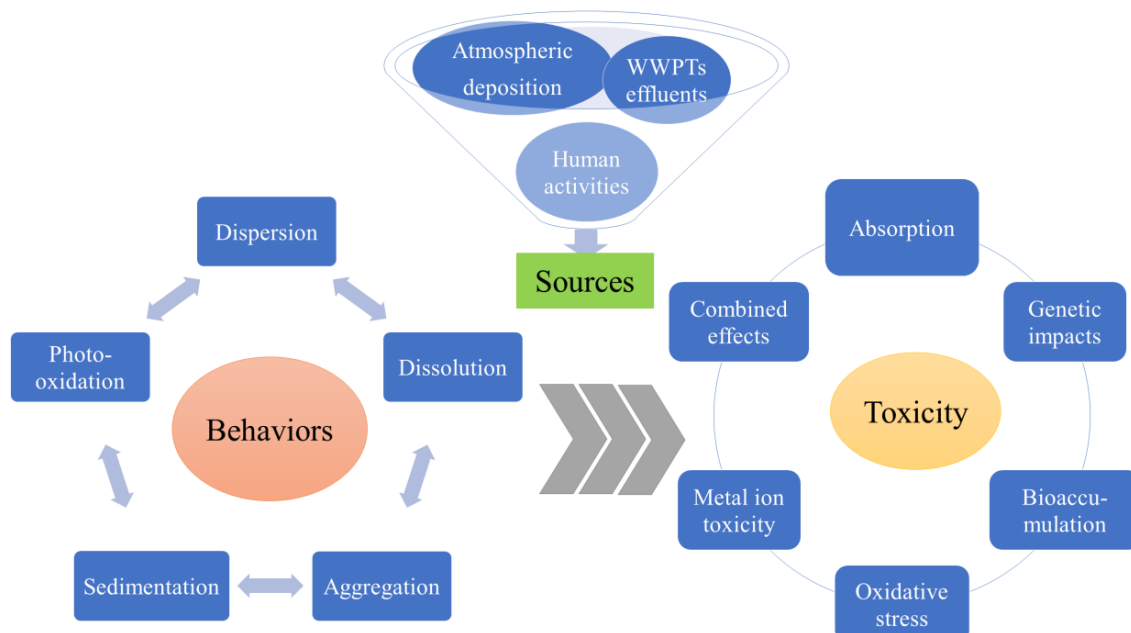 Atmospheric
deposition
WWPTs
effluents
Human
activities
Sources
Dispersion
Photo-
oxidation
Dissolution
Behaviors
Sedimentation
Aggregation
Absorption
Combined
effects
Genetic
impacts
Toxicity
Metal ion
toxicity
Bioaccu-
mulation
Oxidative
stress